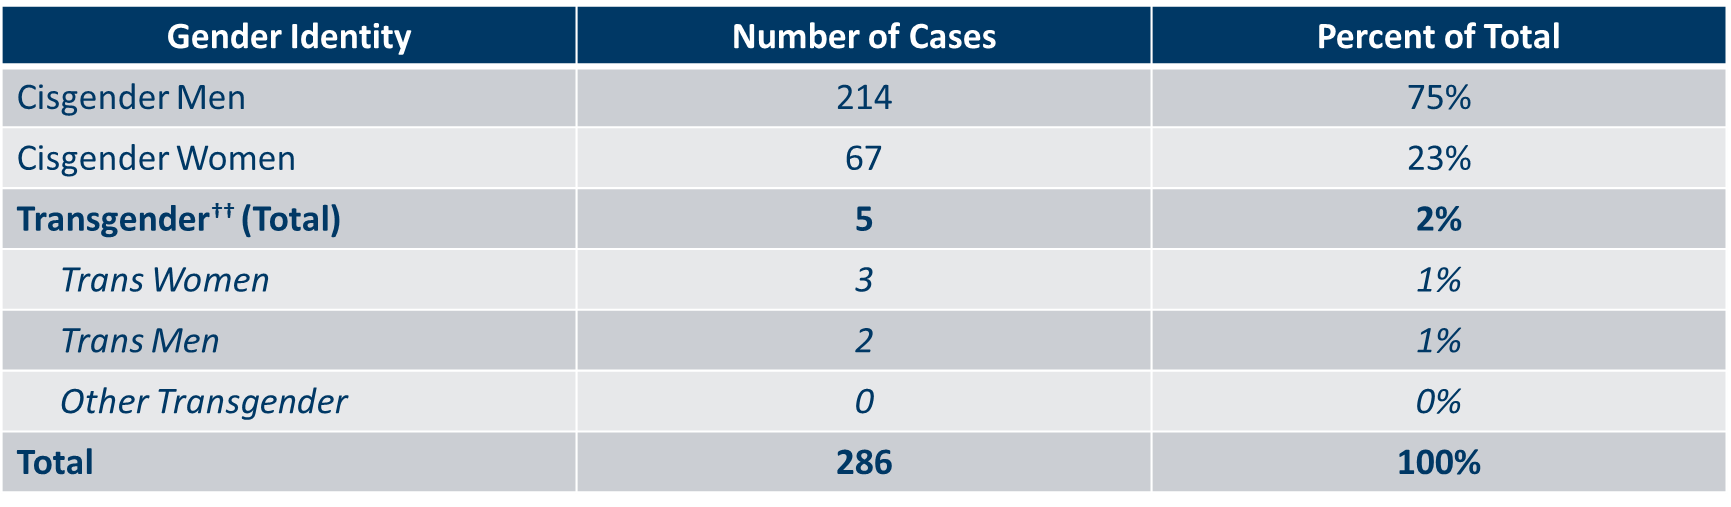 Gender Identity Number of Cases Percent of Total
Cisgender Men 214 75%
Cisgender Women 67 23%
Transgender†† (Total) 5 2%
Trans Women 3 1%
Trans Men 2 1%
Other Transgender 0 0%
Total 286 100%